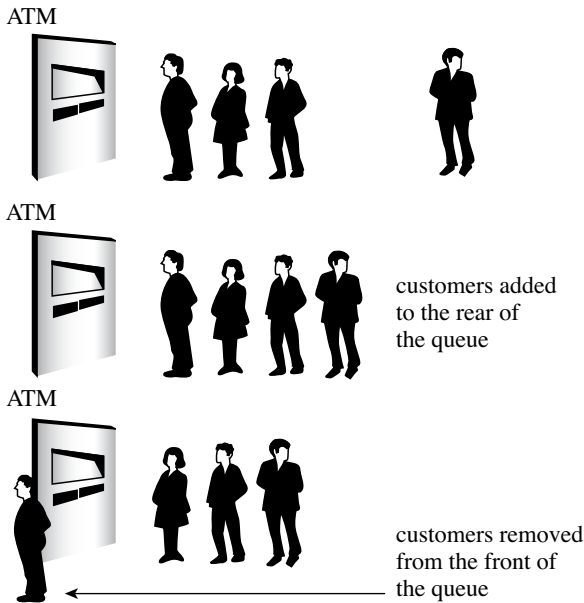 ATM
ATM
customers added
to the rear of
the queue
ATM
customers removed
from the front of
the queue